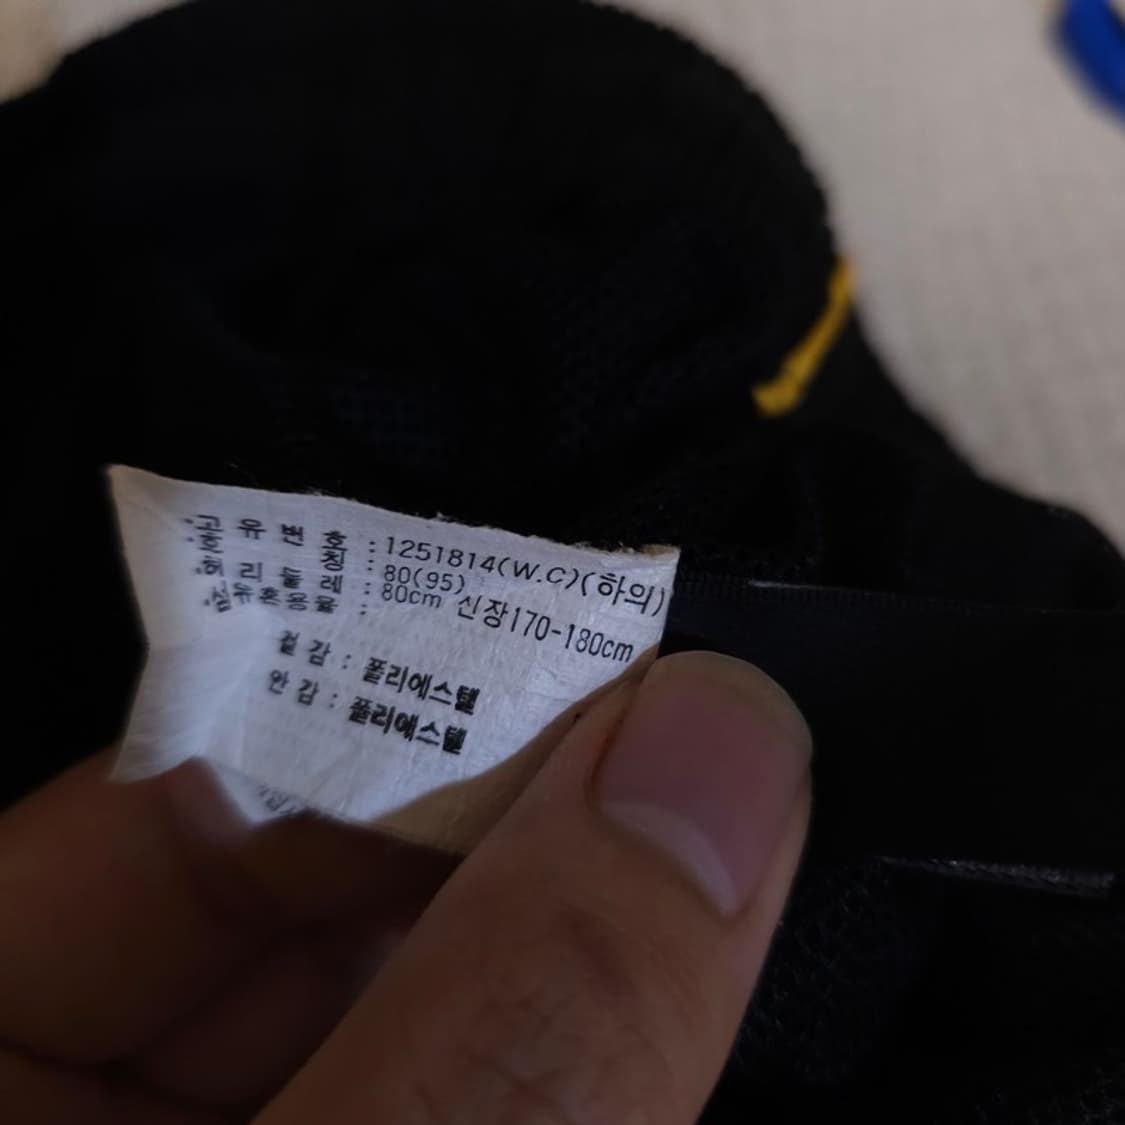 고유번호 : 1251814(W.C)(하의)
호칭 : 80(95)
허리둘레 : 80cm 신장170-180cm
섬유혼용율 :
겉감 : 폴리에스텔
안감 : 폴리에스텔